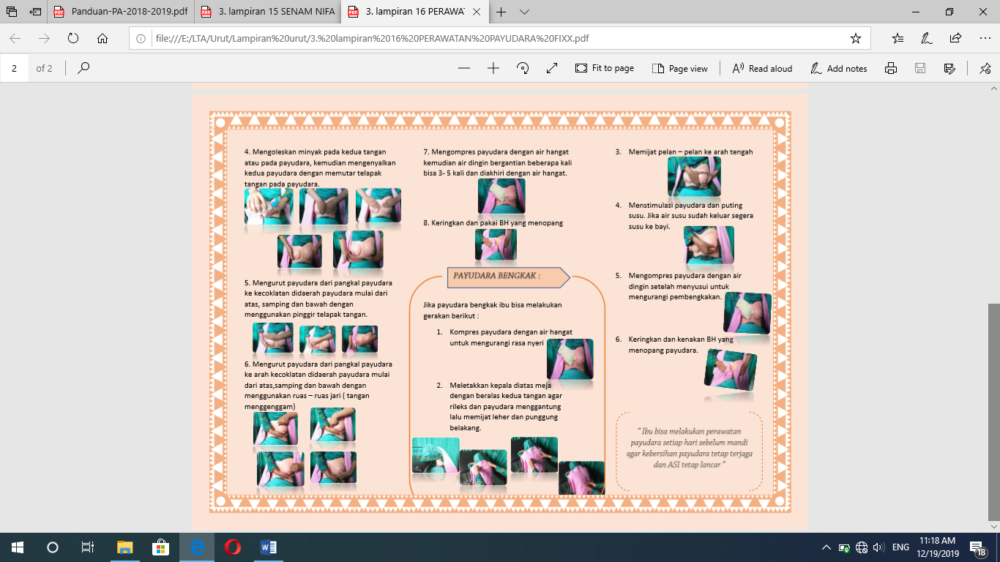 Panduan-PA-2018-2019.pdf
3. lampiran 15 SENAM NIFA
3. lampiran 16 PERAWAT
file:///E:/LTA/Urut/Lampiran%20urut/3.%20lampiran%2016%20PERAWATAN%20PAYUDARA%20FIXX.pdf
2 of 2
Fit to page
Page view
Read aloud
Add notes
4. Mengoleskan minyak pada kedua tangan
atau pada payudara, kemudian mengenyalkan
kedua payudara dengan memutar telapak
tangan pada payudara.
5. Mengurut payudara dari pangkal payudara
ke kecoklatan didaerah payudara mulai dari
atas, samping dan bawah dengan
menggunakan pinggir telapak tangan.
6. Mengurut payudara dari pangkal payudara
ke arah kecoklatan didaerah payudara mulai
dari atas,samping dan bawah dengan
menggunakan ruas – ruas jari ( tangan
menggenggam)
7. Mengompres payudara dengan air hangat
kemudian air dingin bergantian beberapa kali
bisa 3- 5 kali dan diakhiri dengan air hangat.
8. Keringkan dan pakai BH yang menopang
PAYUDARA BENGKAK :
Jika payudara bengkak ibu bisa melakukan
gerakan berikut :
1. Kompres payudara dengan air hangat
untuk mengurangi rasa nyeri
2. Meletakkan kepala diatas meja
dengan beralas kedua tangan agar
rileks dan payudara menggantung
lalu memijat leher dan punggung
belakang.
3. Memijat pelan – pelan ke arah tengah
4. Menstimulasi payudara dan puting
susu. Jika air susu sudah keluar segera
susu ke bayi.
5. Mengompres payudara dengan air
dingin setelah menyusui untuk
mengurangi pembengkakan.
6. Keringkan dan kenakan BH yang
menopang payudara.
“ Ibu bisa melakukan perawatan
payudara setiap hari sebelum mandi
agar kebersihan payudara tetap terjaga
dan ASI tetap lancar “
ENG
11:18 AM
12/19/2019
18